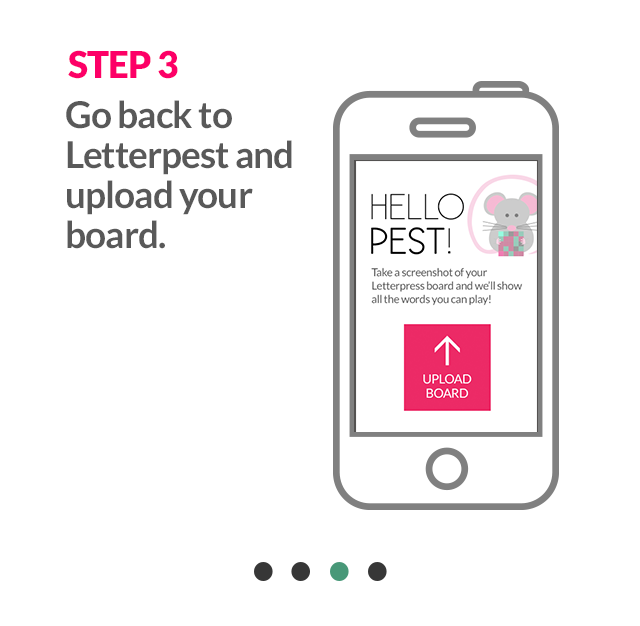 STEP 3
Go back to
Letterpest and
upload your
board.
HELLO
PEST!
Take a screenshot of your
Letterpress board and we'll show
all the words you can play!
UPLOAD
BOARD